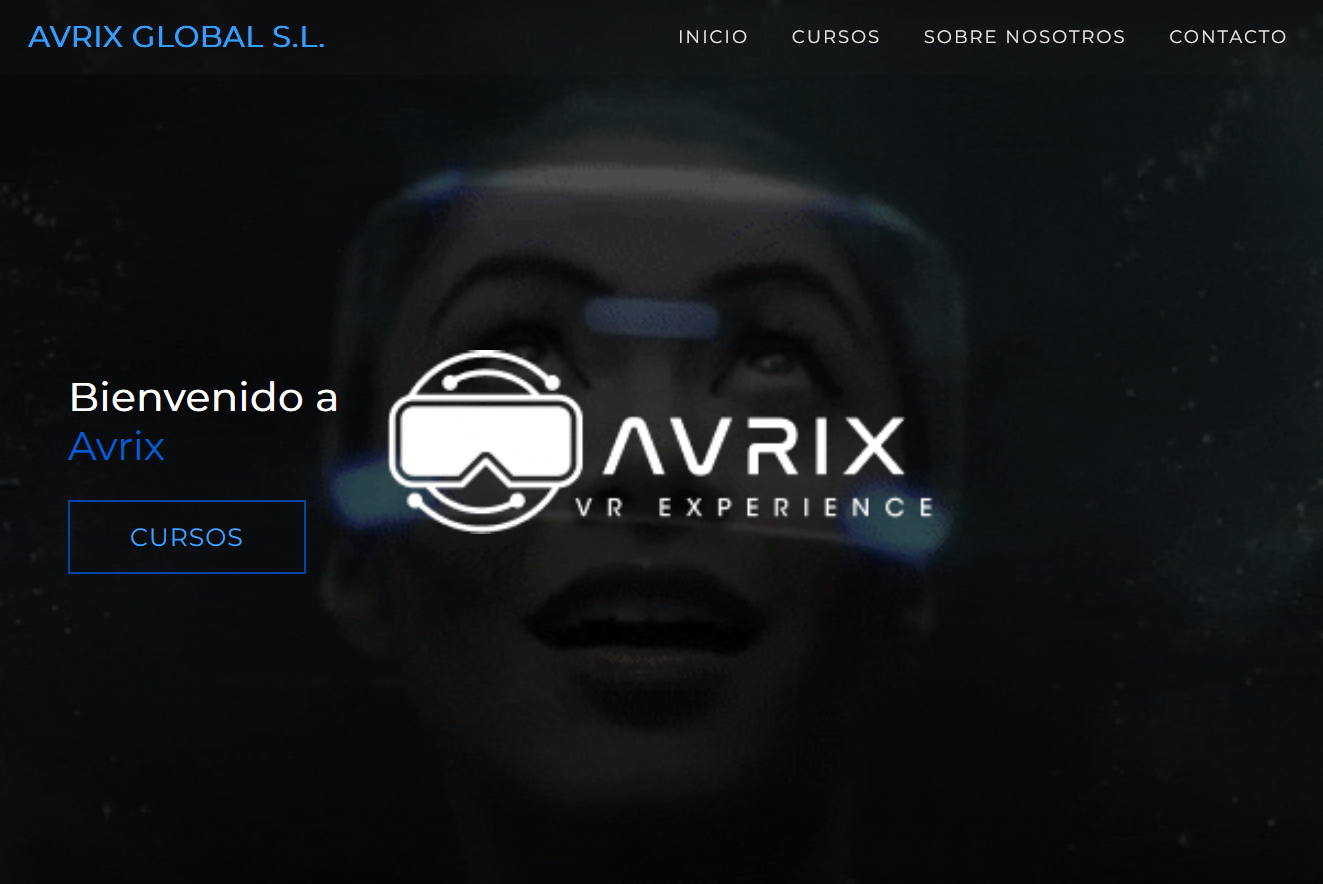 AVRIX GLOBAL S.L.
INICIO CURSOS SOBRE NOSOTROS CONTACTO
Bienvenido a
Avrix
CURSOS
AVRIX
VR EXPERIENCE